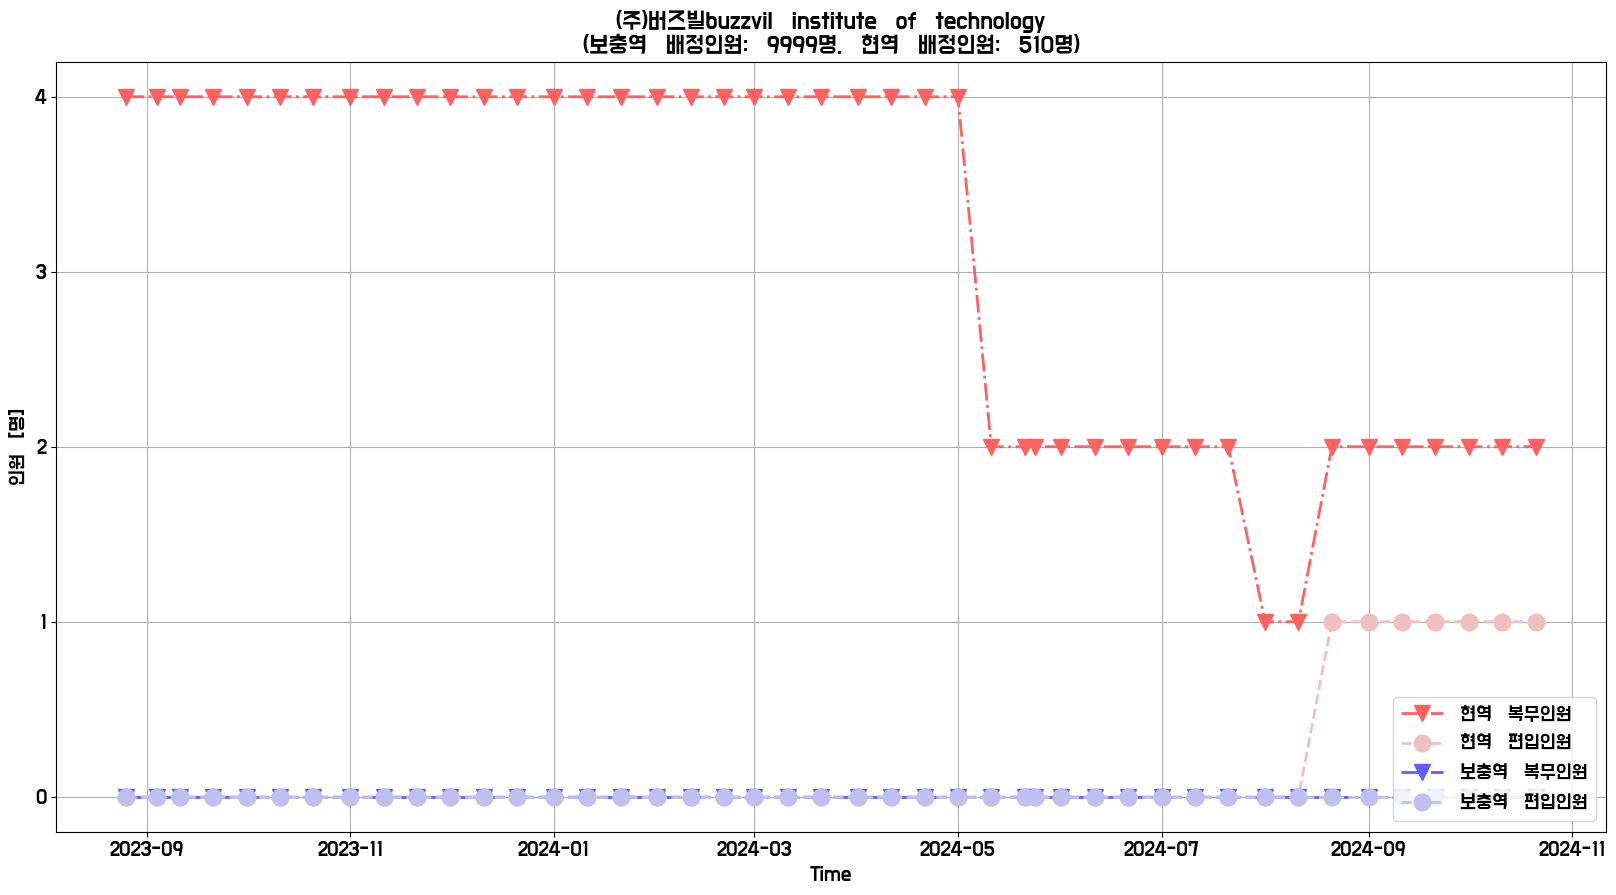 (주)버즈빌buzzvil institute of technology
(보충역 배정인원: 9999명, 현역 배정인원: 510명)
4
3
2
1
0
인원 [명]
2023-09 2023-11 2024-01 2024-03 2024-05 2024-07 2024-09 2024-11
Time
현역 복무인원
현역 편입인원
보충역 복무인원
보충역 편입인원